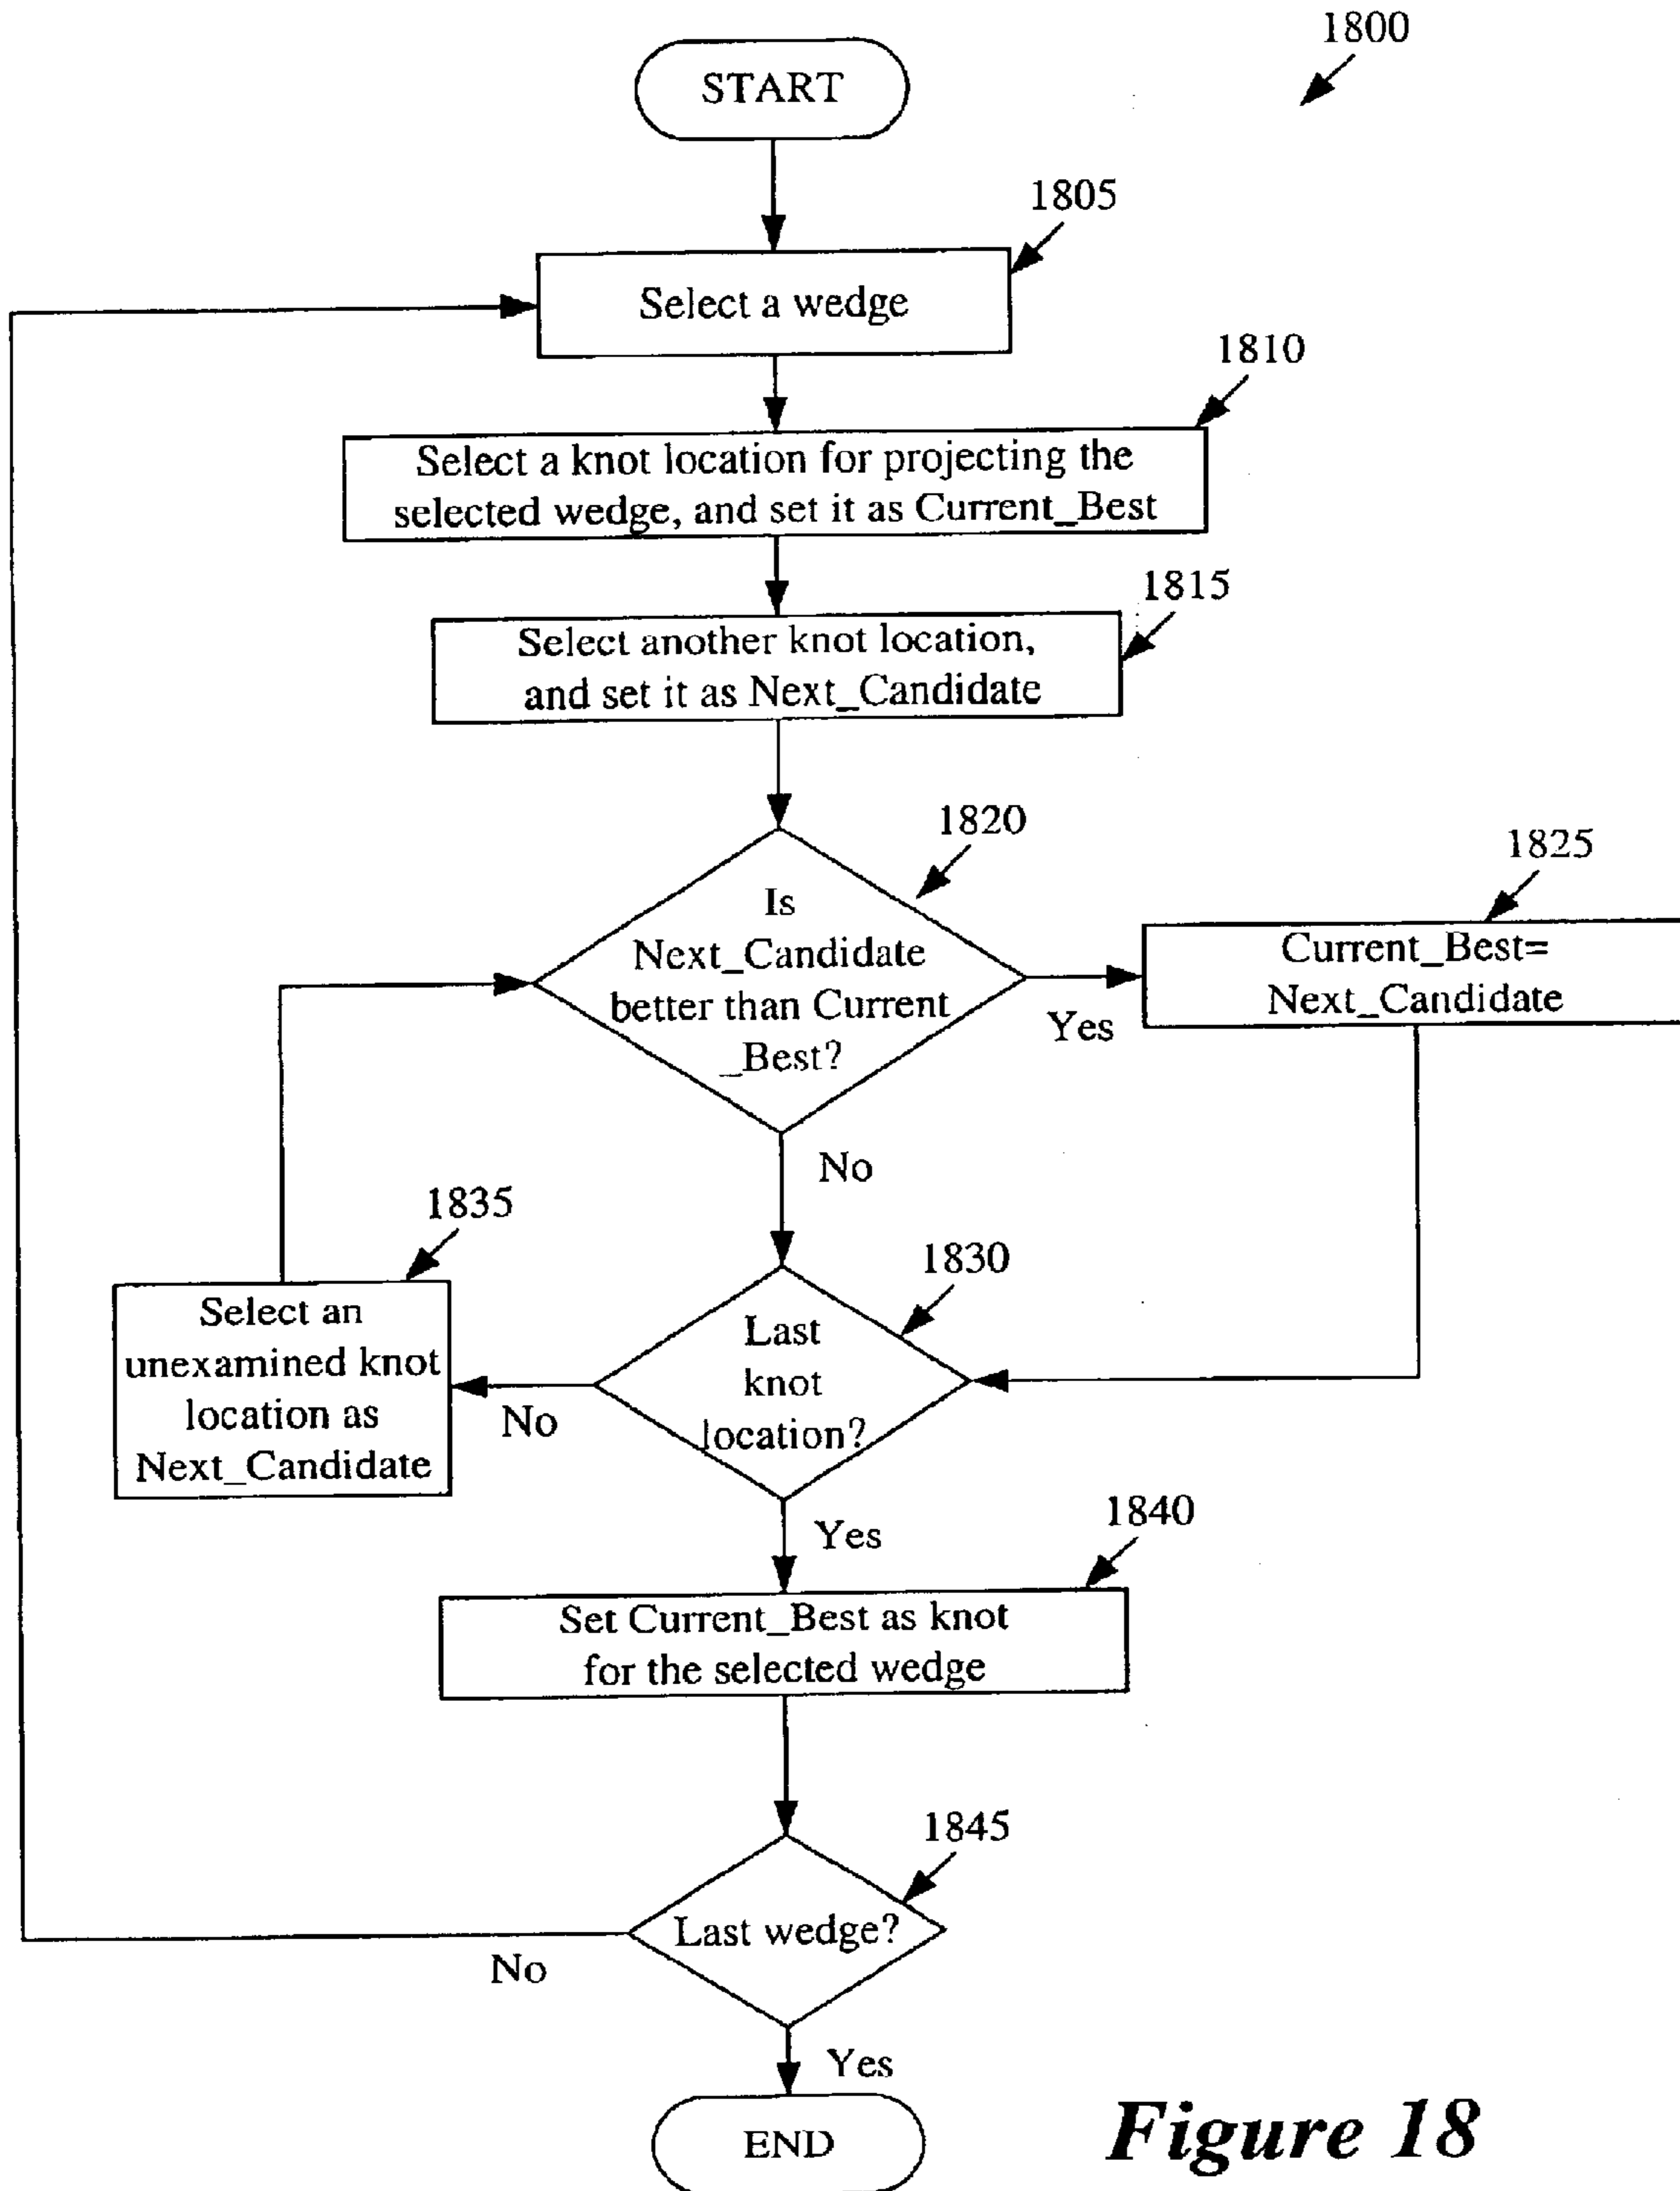 1800
START
1805
Select a wedge
1810
Select a knot location for projecting the
selected wedge, and set it as Current_Best
1815
Select another knot location,
and set it as Next_Candidate
1820
Is
Next_Candidate
better than Current
_Best?
Yes
1825
Current_Best=
Next_Candidate
No
1835
Select an
unexamined knot
location as
Next_Candidate
1830
Last
knot
location?
No
Yes
1840
Set Current_Best as knot
for the selected wedge
1845
Last wedge?
No
Yes
END
Figure 18